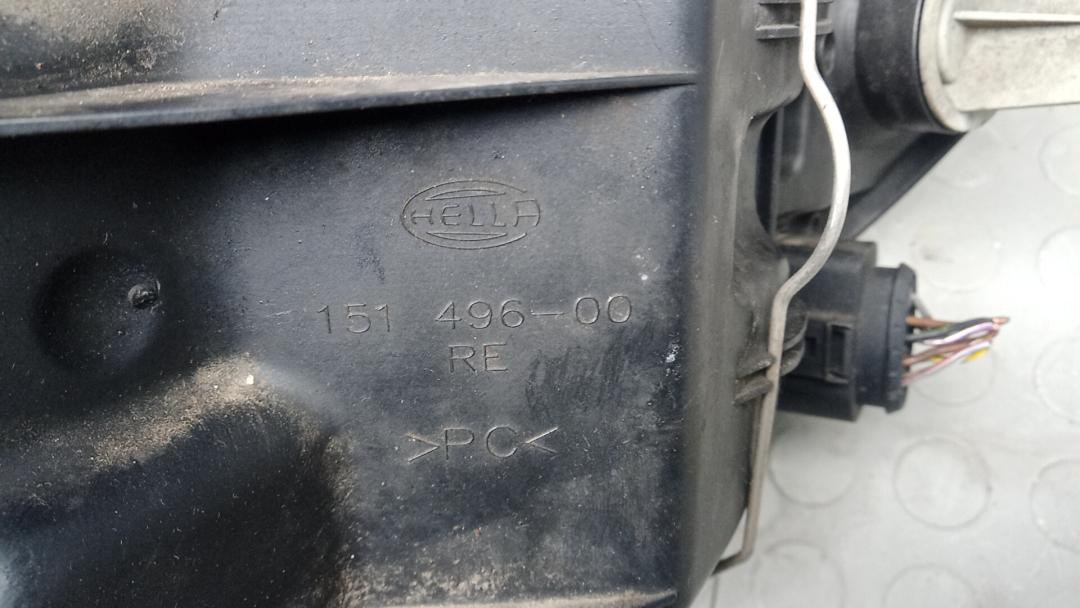 HELLA
151 496-00
RE
>PC<